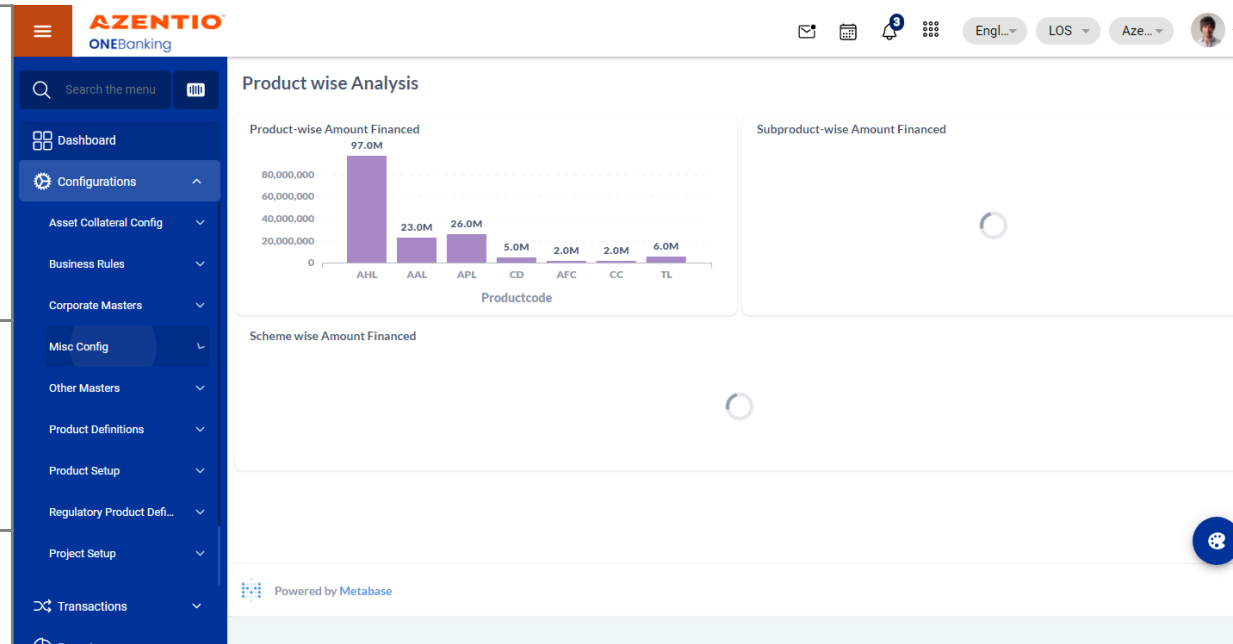 AZENTIO
ONEBanking
3
Engl...
LOS
Aze...
Search the menu
Dashboard
Configurations
Asset Collateral Config
Business Rules
Corporate Masters
Misc Config
Other Masters
Product Definitions
Product Setup
Regulatory Product Defi...
Project Setup
Transactions
Product wise Analysis
Product-wise Amount Financed
97.0M
80,000,000
60,000,000
40,000,000
20,000,000
0
23.0M
26.0M
5.0M
2.0M
2.0M
6.0M
AHL
AAL
APL
CD
AFC
CC
TL
Productcode
Subproduct-wise Amount Financed
Scheme wise Amount Financed
Powered by Metabase